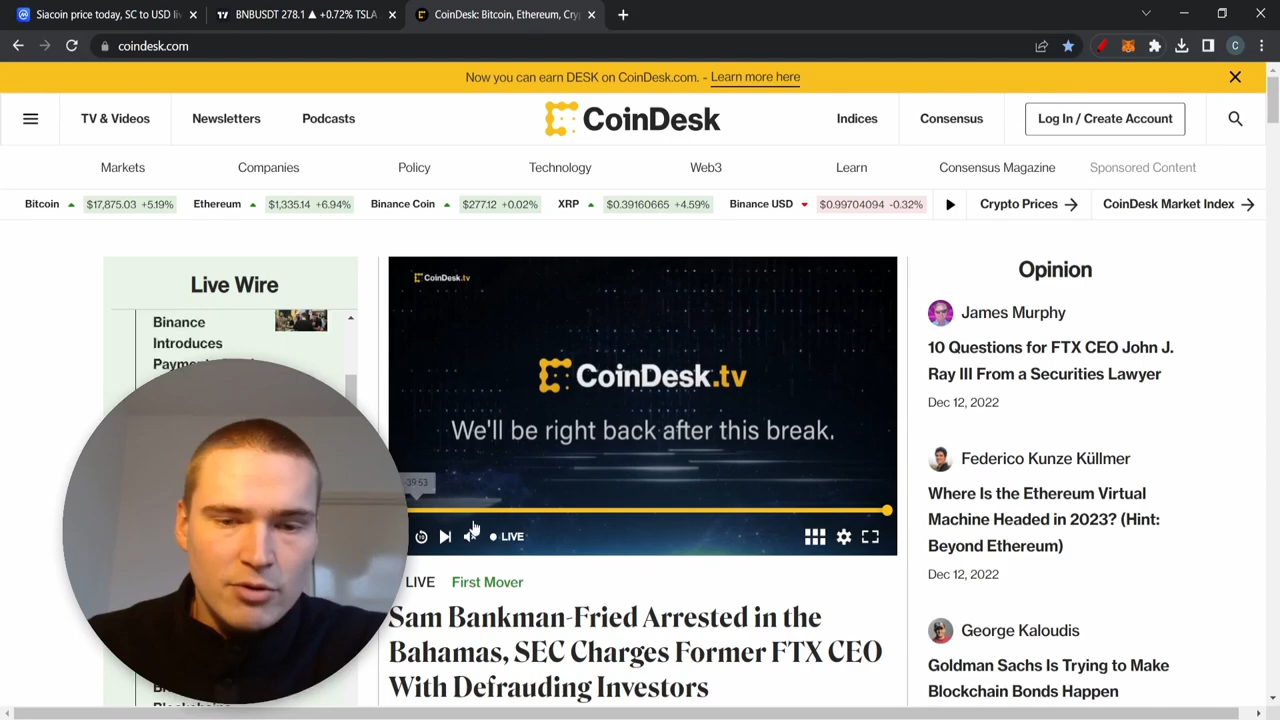 Siacoin price today, SC to USD li
BNBUSDT 278.1 ▲ +0.72% TSLA
CoinDesk: Bitcoin, Ethereum, Cry
coindesk.com
C
Now you can earn DESK on CoinDesk.com. - Learn more here
TV & Videos
Newsletters
Podcasts
CoinDesk
Indices
Consensus
Log In / Create Account
Markets
Companies
Policy
Technology
Web3
Learn
Consensus Magazine
Sponsored Content
Bitcoin ▲ $17,875.03 +5.19%
Ethereum ▲ $1,335.14 +6.94%
Binance Coin ▲ $277.12 +0.02%
XRP ▲ $0.39160665 +4.59%
Binance USD ▼ $0.99704094 -0.32%
Crypto Prices →
CoinDesk Market Index →
Live Wire
Binance
Introduces
CoinDesk.tv
CoinDesk.tv
We'll be right back after this break.
-39:53
10
LIVE
LIVE First Mover
Sam Bankman-Fried Arrested in the
Bahamas, SEC Charges Former FTX CEO
With Defrauding Investors
Opinion
James Murphy
10 Questions for FTX CEO John J.
Ray III From a Securities Lawyer
Dec 12, 2022
Federico Kunze Küllmer
Where Is the Ethereum Virtual
Machine Headed in 2023? (Hint:
Beyond Ethereum)
Dec 12, 2022
George Kaloudis
Goldman Sachs Is Trying to Make
Blockchain Bonds Happen